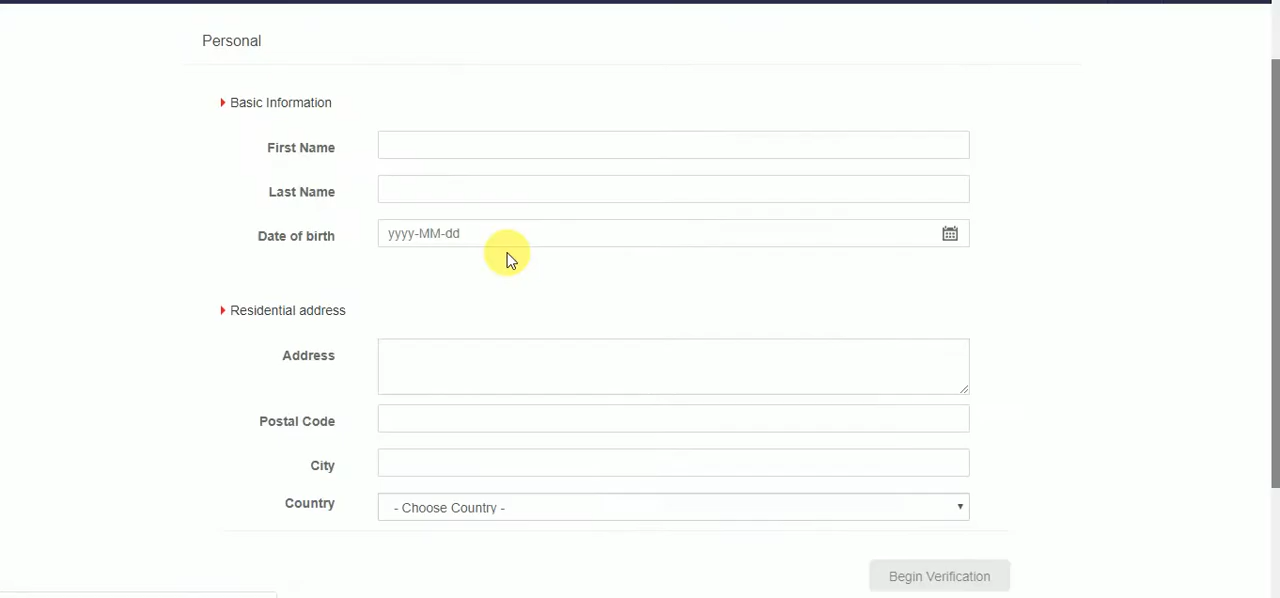 Personal
Basic Information
First Name
Last Name
Date of birth yyyy-MM-dd
Residential address
Address
Postal Code
City
Country - Choose Country -
Begin Verification